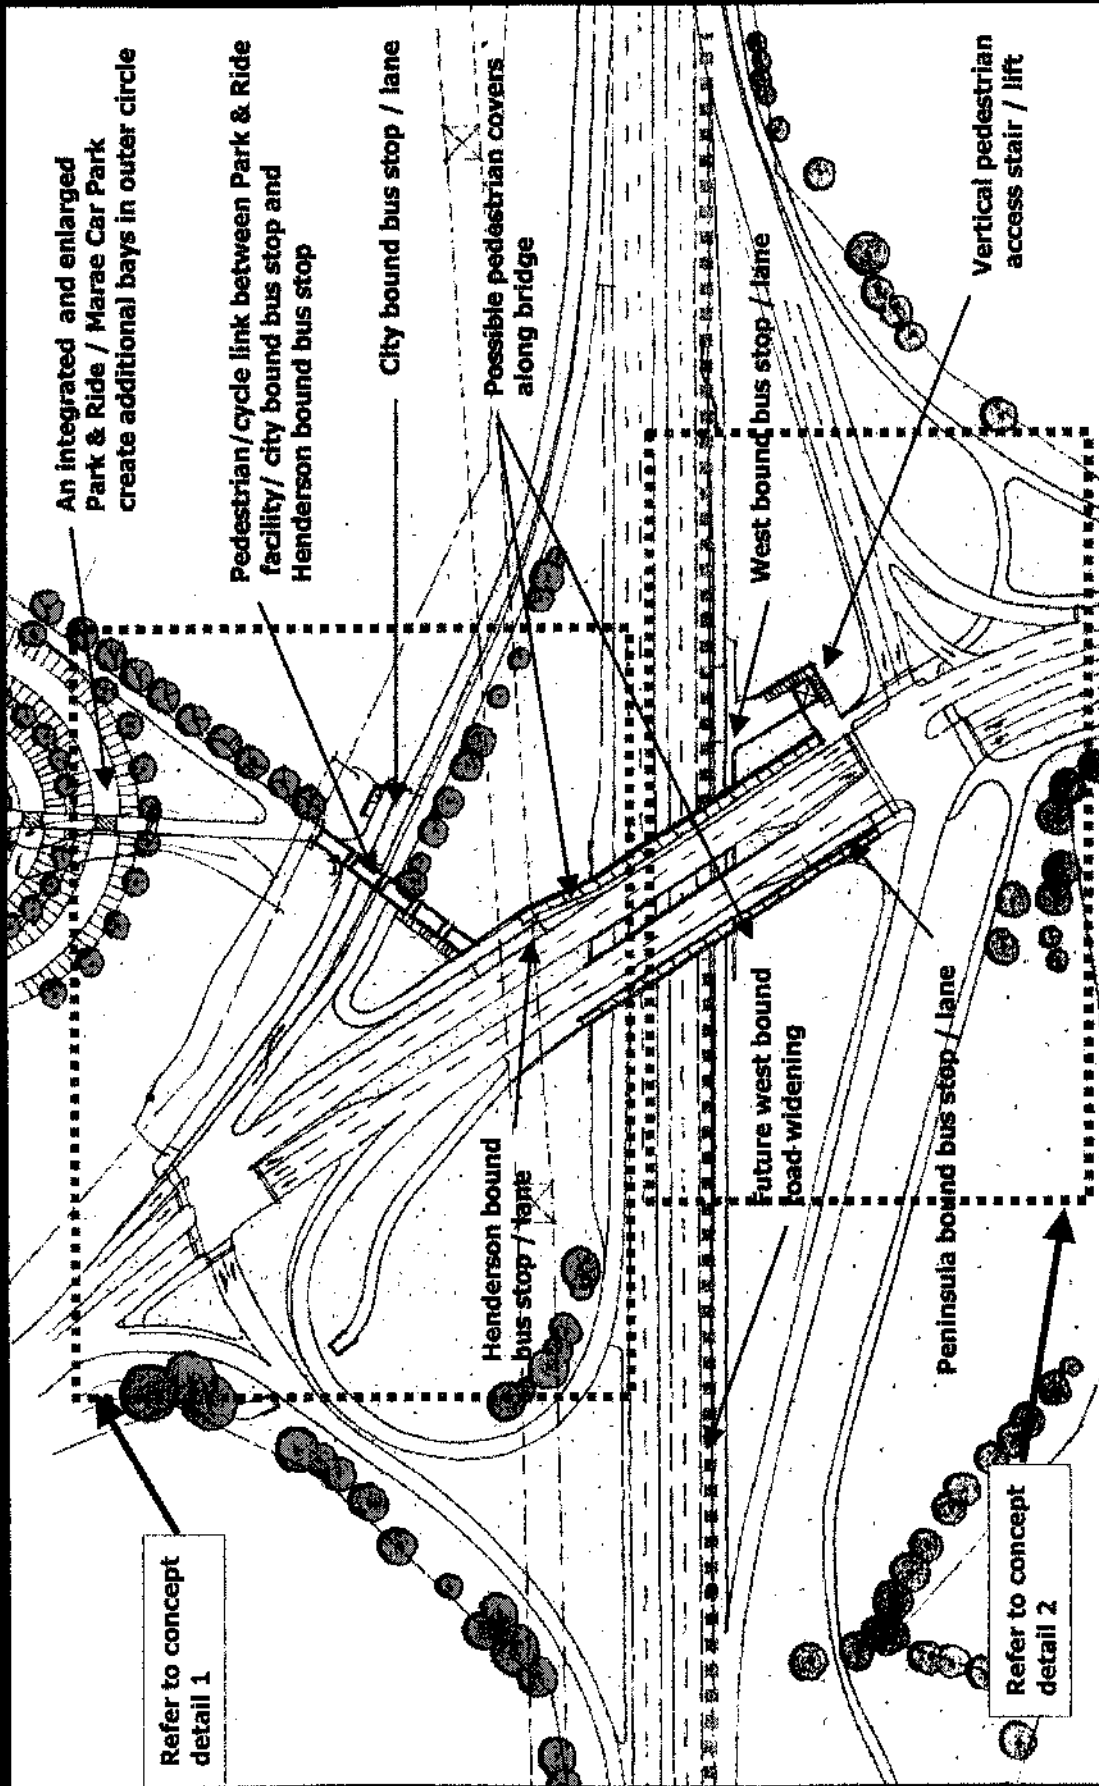 An integrated and enlarged
Park & Ride / Marae Car Park
create additional bays in outer circle
Pedestrian/cycle link between Park & Ride
facility/ city bound bus stop and
Henderson bound bus stop
City bound bus stop / lane
Possible pedestrian covers
along bridge
West bound bus stop / lane
Vertical pedestrian
access stair / lift
Henderson bound
bus stop / lane
Future west bound
road widening
Peninsula bound bus stop / lane
Refer to concept
detail 1
Refer to concept
detail 2